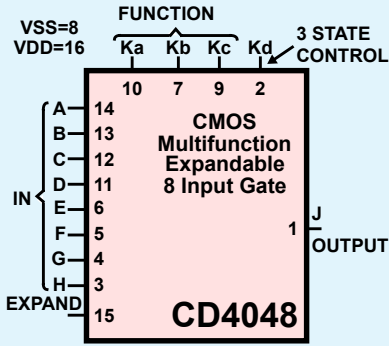 VSS=8
VDD=16
FUNCTION
Ka Kb Kc Kd
3 STATE
CONTROL
10 7 9 2
CMOS
Multifunction
Expandable
8 Input Gate
IN
A 14
B 13
C 12
D 11
E 6
F 5
G 4
H 3
EXPAND 15
1 J
OUTPUT
CD4048